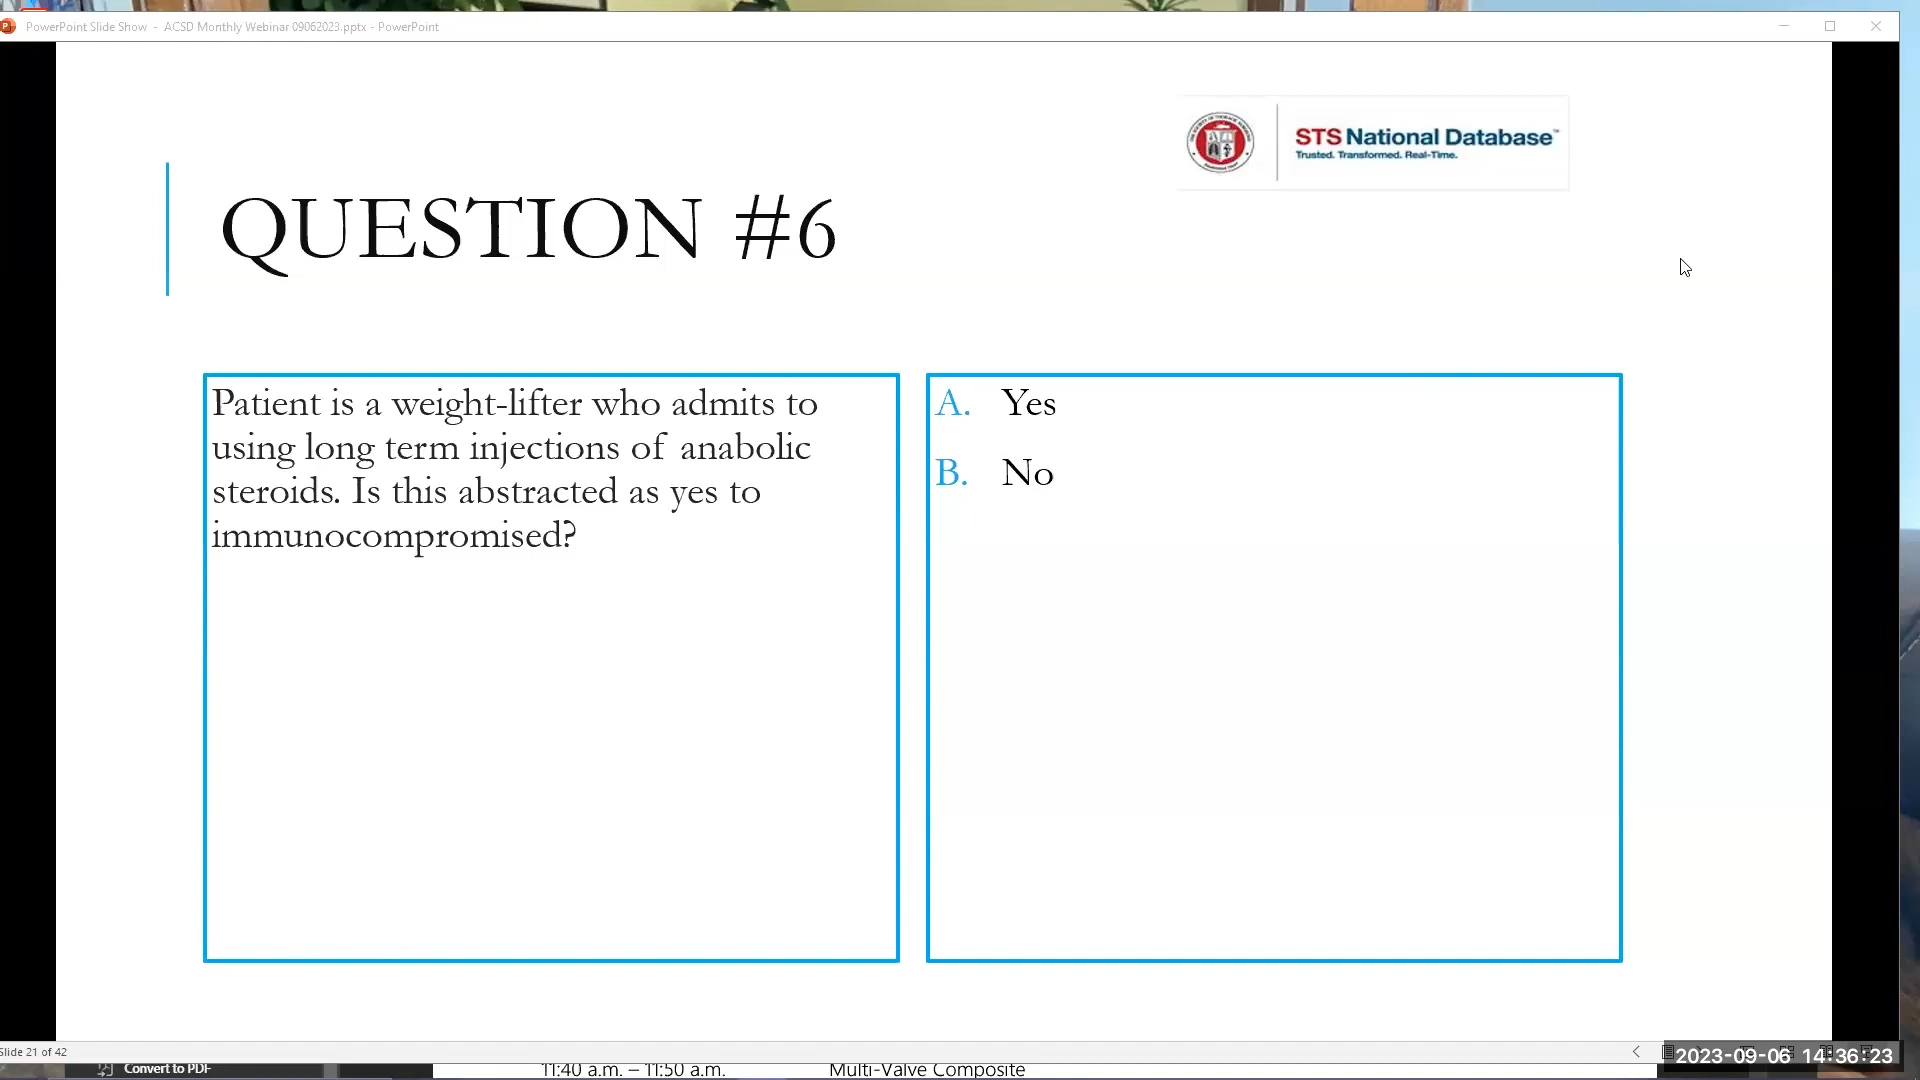 PowerPoint Slide Show - ACSD Monthly Webinar 09062023.pptx - PowerPoint
STS National Database™
Trusted. Transformed. Real-Time.
QUESTION #6
Patient is a weight-lifter who admits to
using long term injections of anabolic
steroids. Is this abstracted as yes to
immunocompromised?
A. Yes
B. No
Slide 21 of 42
2023-09-06 14:36:23
Convert to PDF
11:40 a.m. – 11:50 a.m.
Multi-Valve Composite